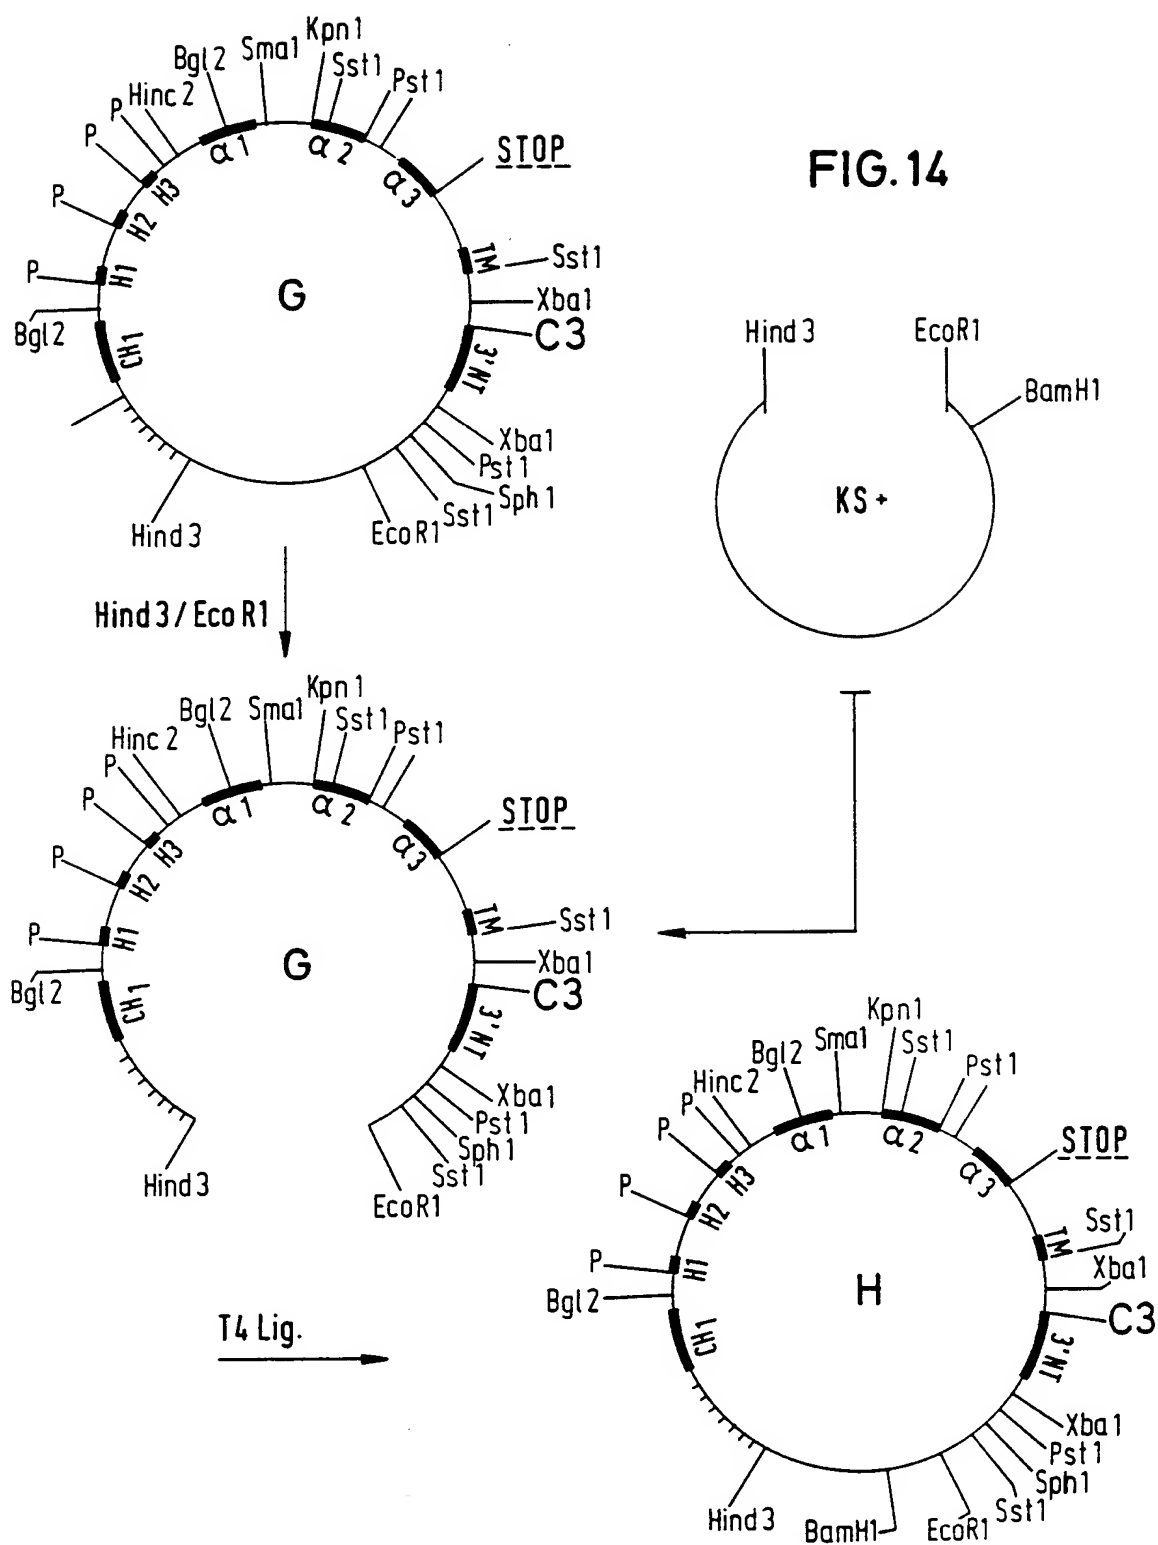 FIG.14
Kpn1
Sma1
Sst1
Bgl2
Pst1
Hinc2
P
P
P
P
Bgl2
α1
α2
α3
STOP
H3
H2
H1
CH1
G
TM
Sst1
Xba1
C3
3'NT
Xba1
Pst1
Sph1
Sst1
EcoR1
Hind3
Hind3
EcoR1
BamH1
KS+
Hind3/EcoR1
Kpn1
Sma1
Sst1
Bgl2
Pst1
Hinc2
P
P
P
P
Bgl2
α1
α2
α3
STOP
H3
H2
H1
CH1
G
TM
Sst1
Xba1
C3
3'NT
Xba1
Pst1
Sph1
Sst1
EcoR1
Hind3
T4 Lig.
Kpn1
Sma1
Sst1
Bgl2
Pst1
Hinc2
P
P
P
P
Bgl2
α1
α2
α3
STOP
H3
H2
H1
CH1
H
TM
Sst1
Xba1
C3
3'NT
Xba1
Pst1
Sph1
Sst1
EcoR1
BamH1
Hind3